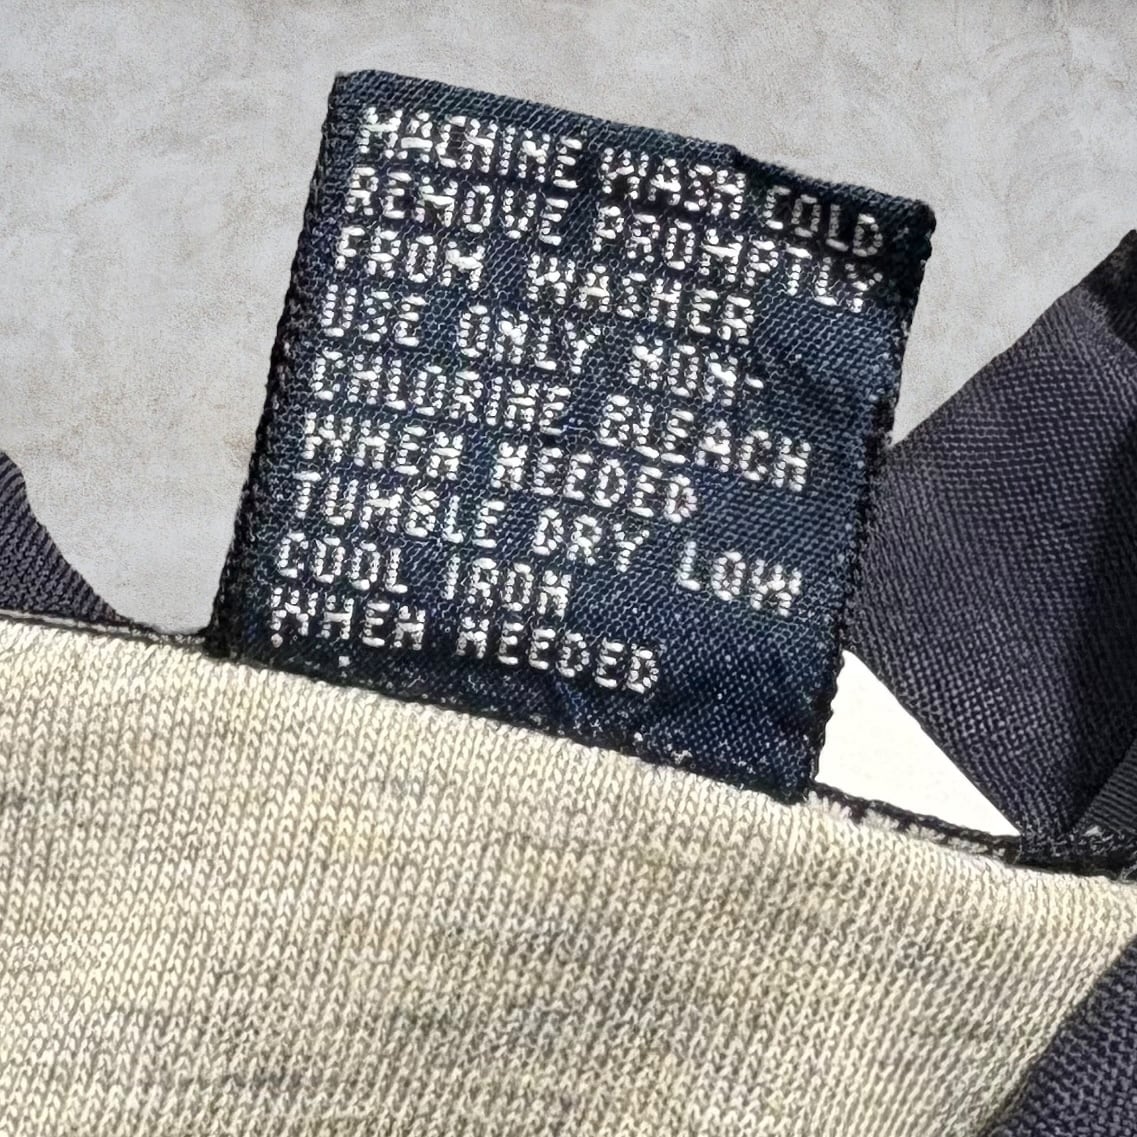 MACHINE WASH COLD
REMOVE PROMPTLY
FROM WASHER
USE ONLY NON-
CHLORINE BLEACH
WHEN NEEDED
TUMBLE DRY LOW
COOL IRON
WHEN NEEDED